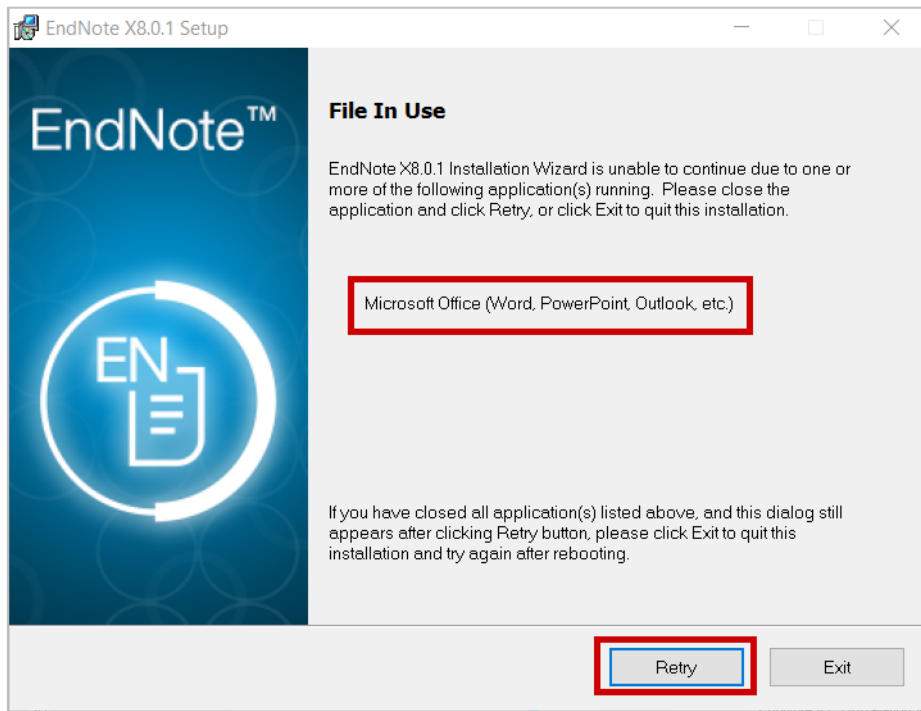 EndNote X8.0.1 Setup
EndNote™
File In Use
EndNote X8.0.1 Installation Wizard is unable to continue due to one or
more of the following application(s) running.  Please close the
application and click Retry, or click Exit to quit this installation.
Microsoft Office (Word, PowerPoint, Outlook, etc.)
EN
If you have closed all application(s) listed above, and this dialog still
appears after clicking Retry button, please click Exit to quit this
installation and try again after rebooting.
Retry
Exit